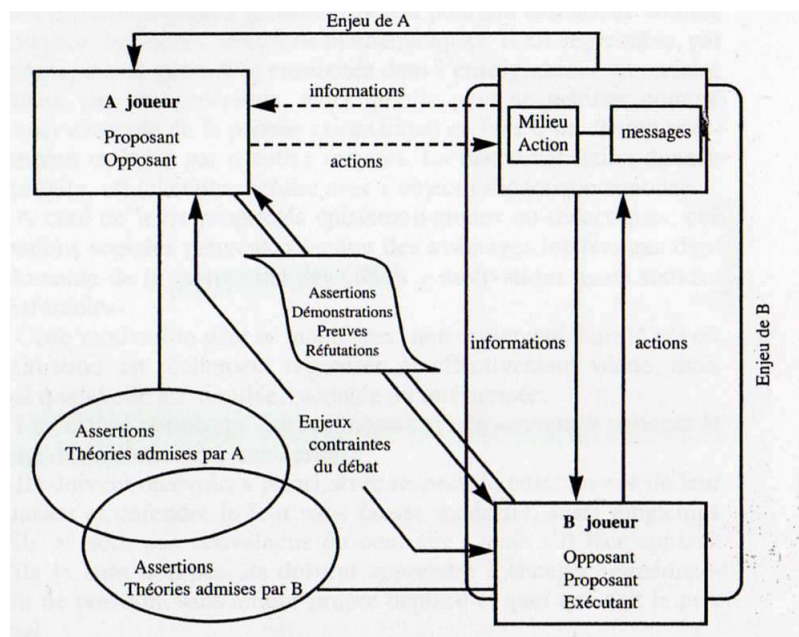 Enjeu de A
A joueur
Proposant
Opposant
informations
actions
Milieu
Action
messages
Assertions
Démonstrations
Preuves
Réfutations
informations
actions
Enjeu de B
Assertions
Théories admises par A
Enjeux
contraintes
du débat
Assertions
Théories admises par B
B joueur
Opposant
Proposant
Exécutant